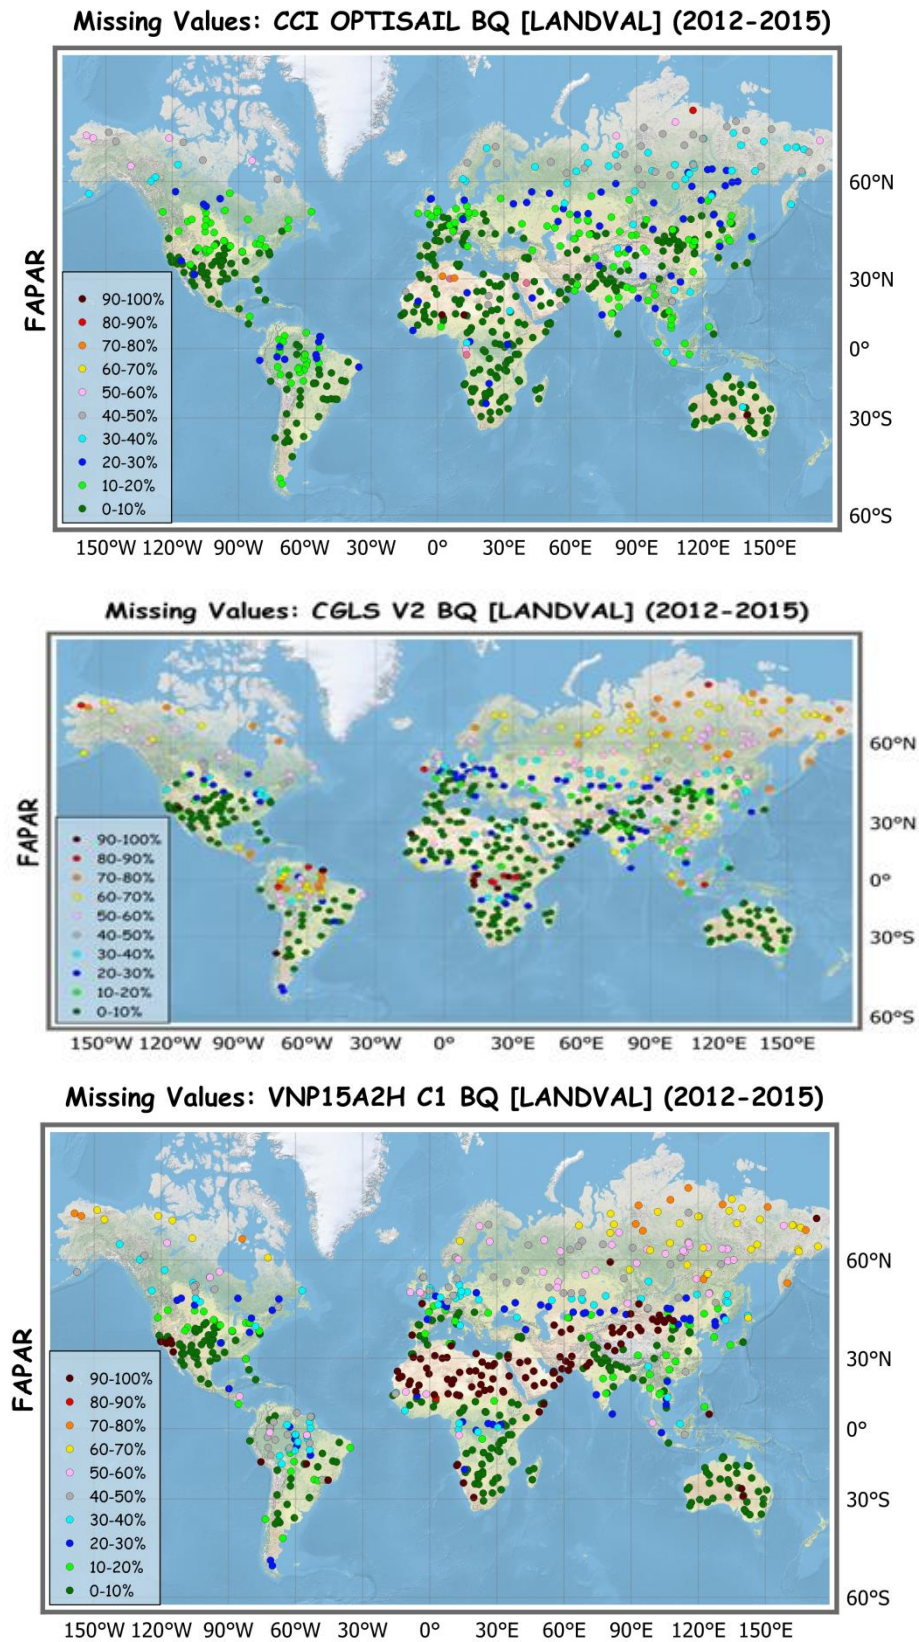 Missing Values: CCI OPTISAIL BQ [LANDVAL] (2012-2015)
FAPAR
90-100%
80-90%
70-80%
60-70%
50-60%
40-50%
30-40%
20-30%
10-20%
0-10%
60°N
30°N
0°
30°S
60°S
150°W 120°W 90°W 60°W 30°W 0° 30°E 60°E 90°E 120°E 150°E
Missing Values: CGLS V2 BQ [LANDVAL] (2012-2015)
FAPAR
90-100%
80-90%
70-80%
60-70%
50-60%
40-50%
30-40%
20-30%
10-20%
0-10%
60°N
30°N
0°
30°S
60°S
150°W 120°W 90°W 60°W 30°W 0° 30°E 60°E 90°E 120°E 150°E
Missing Values: VNP15A2H C1 BQ [LANDVAL] (2012-2015)
FAPAR
90-100%
80-90%
70-80%
60-70%
50-60%
40-50%
30-40%
20-30%
10-20%
0-10%
60°N
30°N
0°
30°S
60°S
150°W 120°W 90°W 60°W 30°W 0° 30°E 60°E 90°E 120°E 150°E